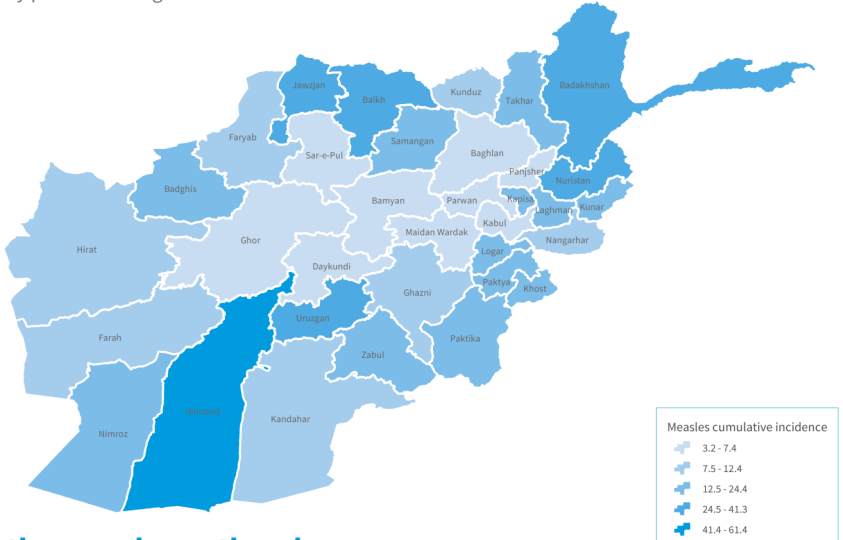 Jawzjan
Balkh
Kunduz
Takhar
Badakhshan
Faryab
Samangan
Sar-e-Pul
Baghlan
Panjsher
Badghis
Nuristan
Bamyan
Parwan
Kapisa
Laghman
Kunar
Kabul
Hirat
Ghor
Maidan Wardak
Nangarhar
Logar
Daykundi
Paktya
Khost
Ghazni
Uruzgan
Farah
Paktika
Zabul
Hilmand
Kandahar
Nimroz
Measles cumulative incidence
3.2 - 7.4
7.5 - 12.4
12.5 - 24.4
24.5 - 41.3
41.4 - 61.4